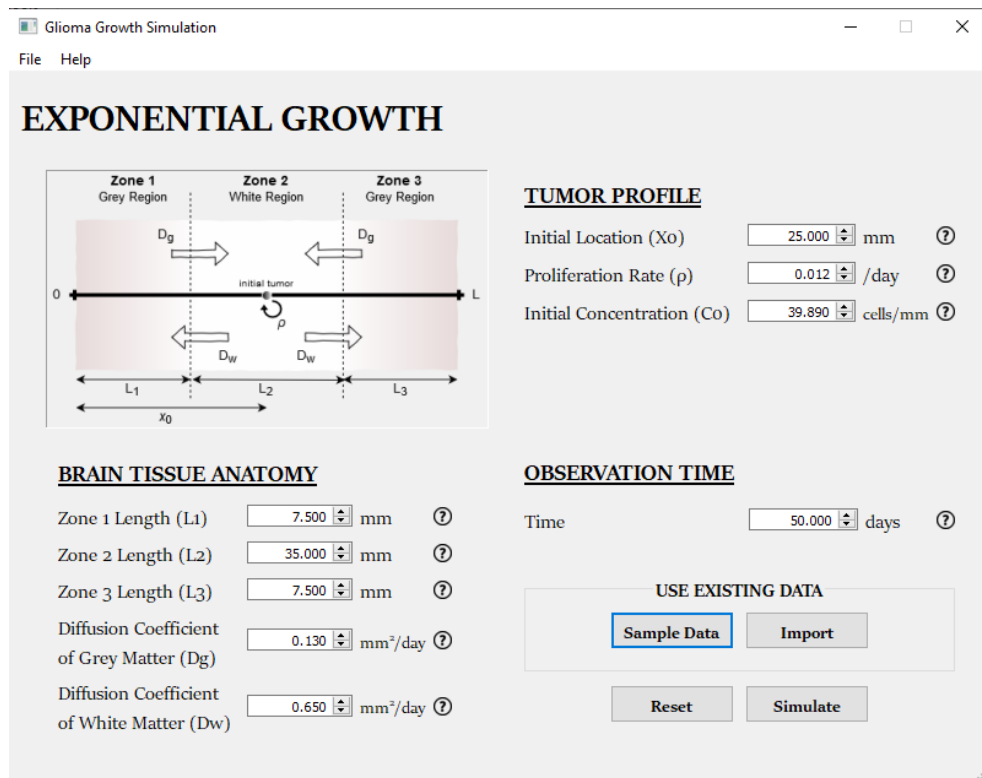 Glioma Growth Simulation
File Help
EXPONENTIAL GROWTH
Zone 1 Zone 2 Zone 3
Grey Region White Region Grey Region
Dg Dg
initial tumor
0 L
ρ
Dw Dw
L1 L2 L3
x0
TUMOR PROFILE
Initial Location (X0) 25.000 mm ?
Proliferation Rate (ρ) 0.012 /day ?
Initial Concentration (C0) 39.890 cells/mm ?
BRAIN TISSUE ANATOMY
Zone 1 Length (L1) 7.500 mm ?
Zone 2 Length (L2) 35.000 mm ?
Zone 3 Length (L3) 7.500 mm ?
Diffusion Coefficient
of Grey Matter (Dg) 0.130 mm²/day ?
Diffusion Coefficient
of White Matter (Dw) 0.650 mm²/day ?
OBSERVATION TIME
Time 50.000 days ?
USE EXISTING DATA
Sample Data Import
Reset Simulate